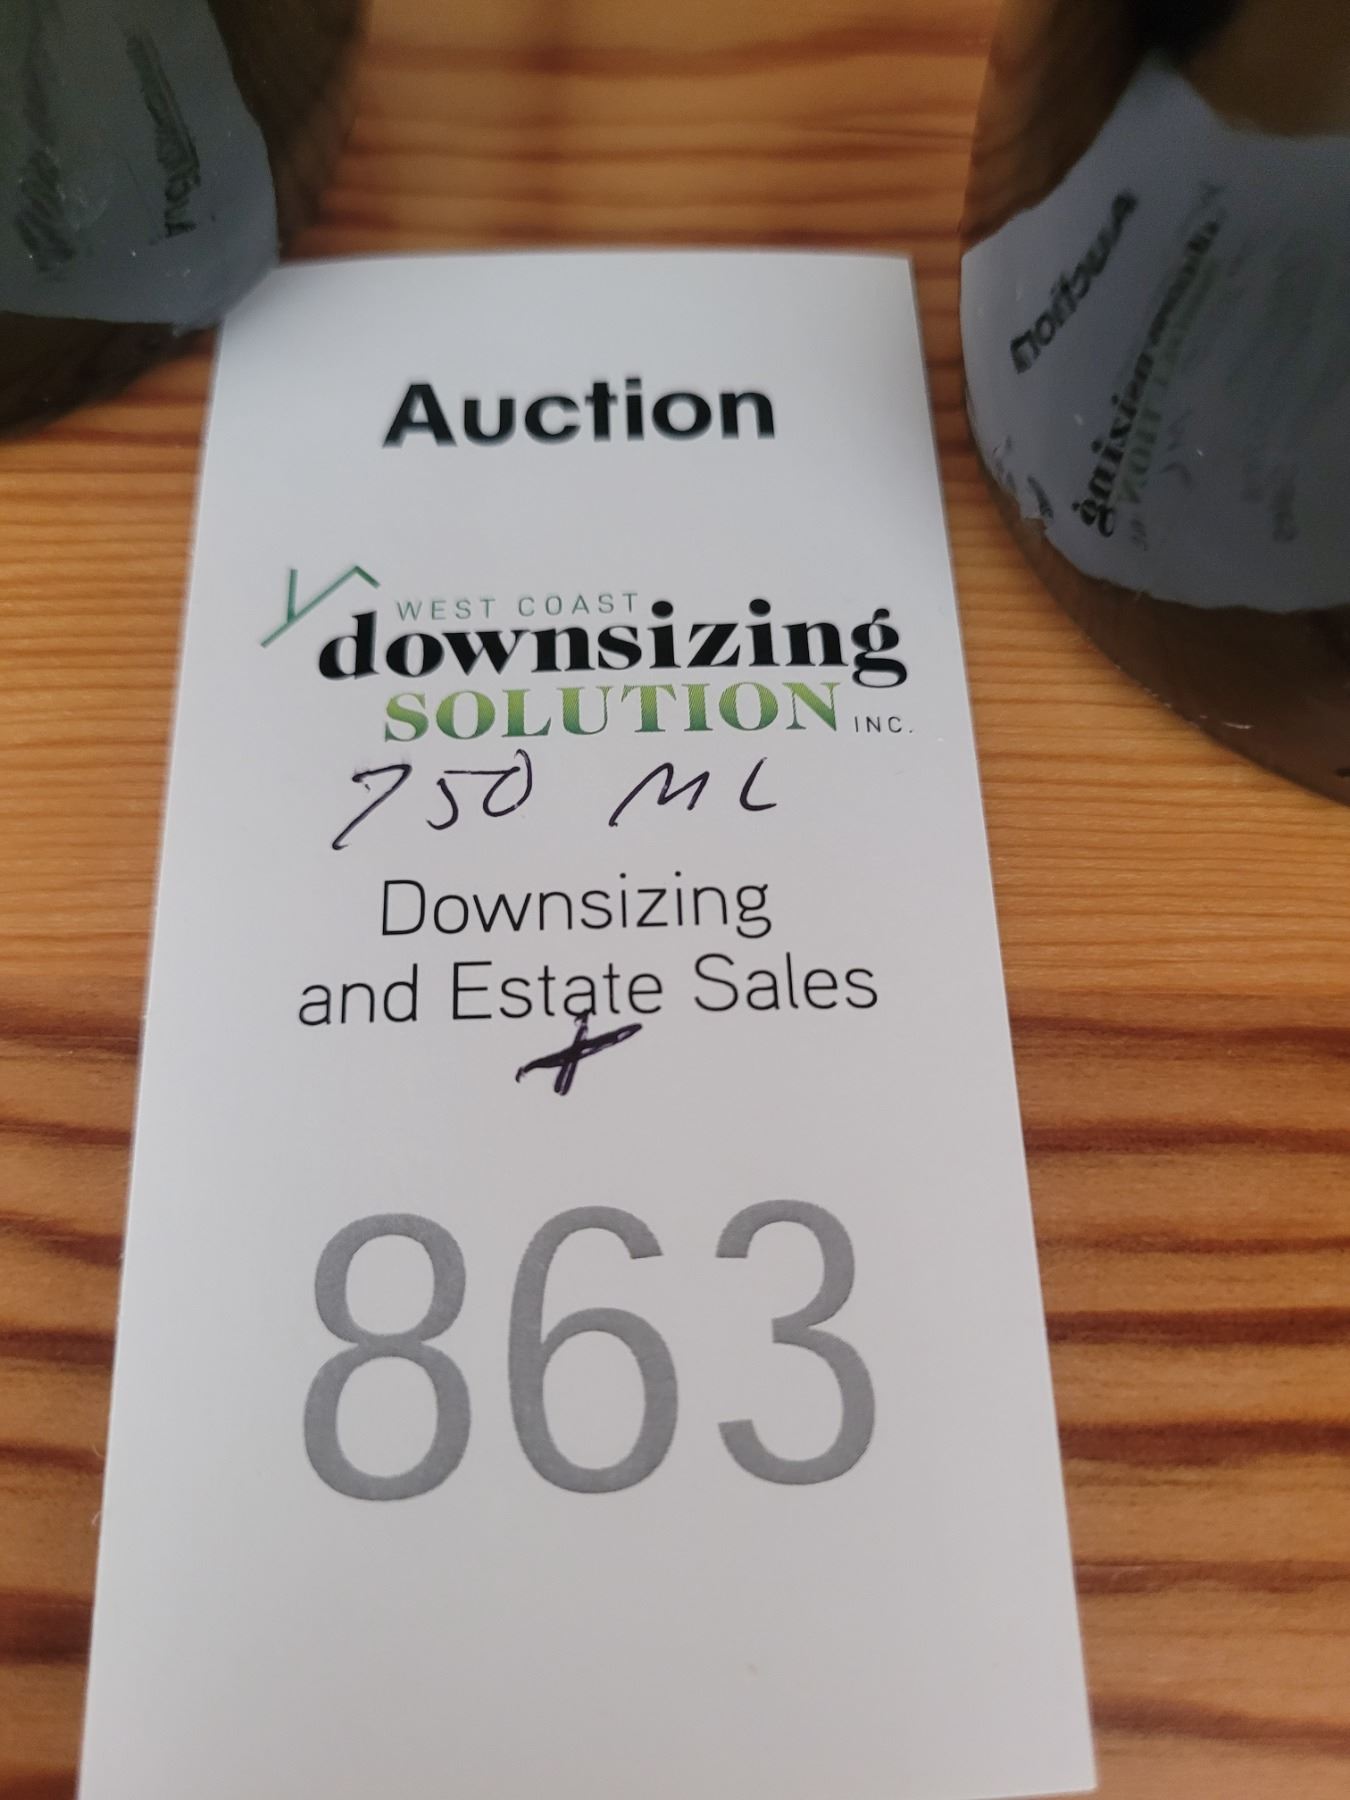 Auction
WEST COAST
downsizing
SOLUTION INC.
750 ML
Downsizing
and Estate Sales
863